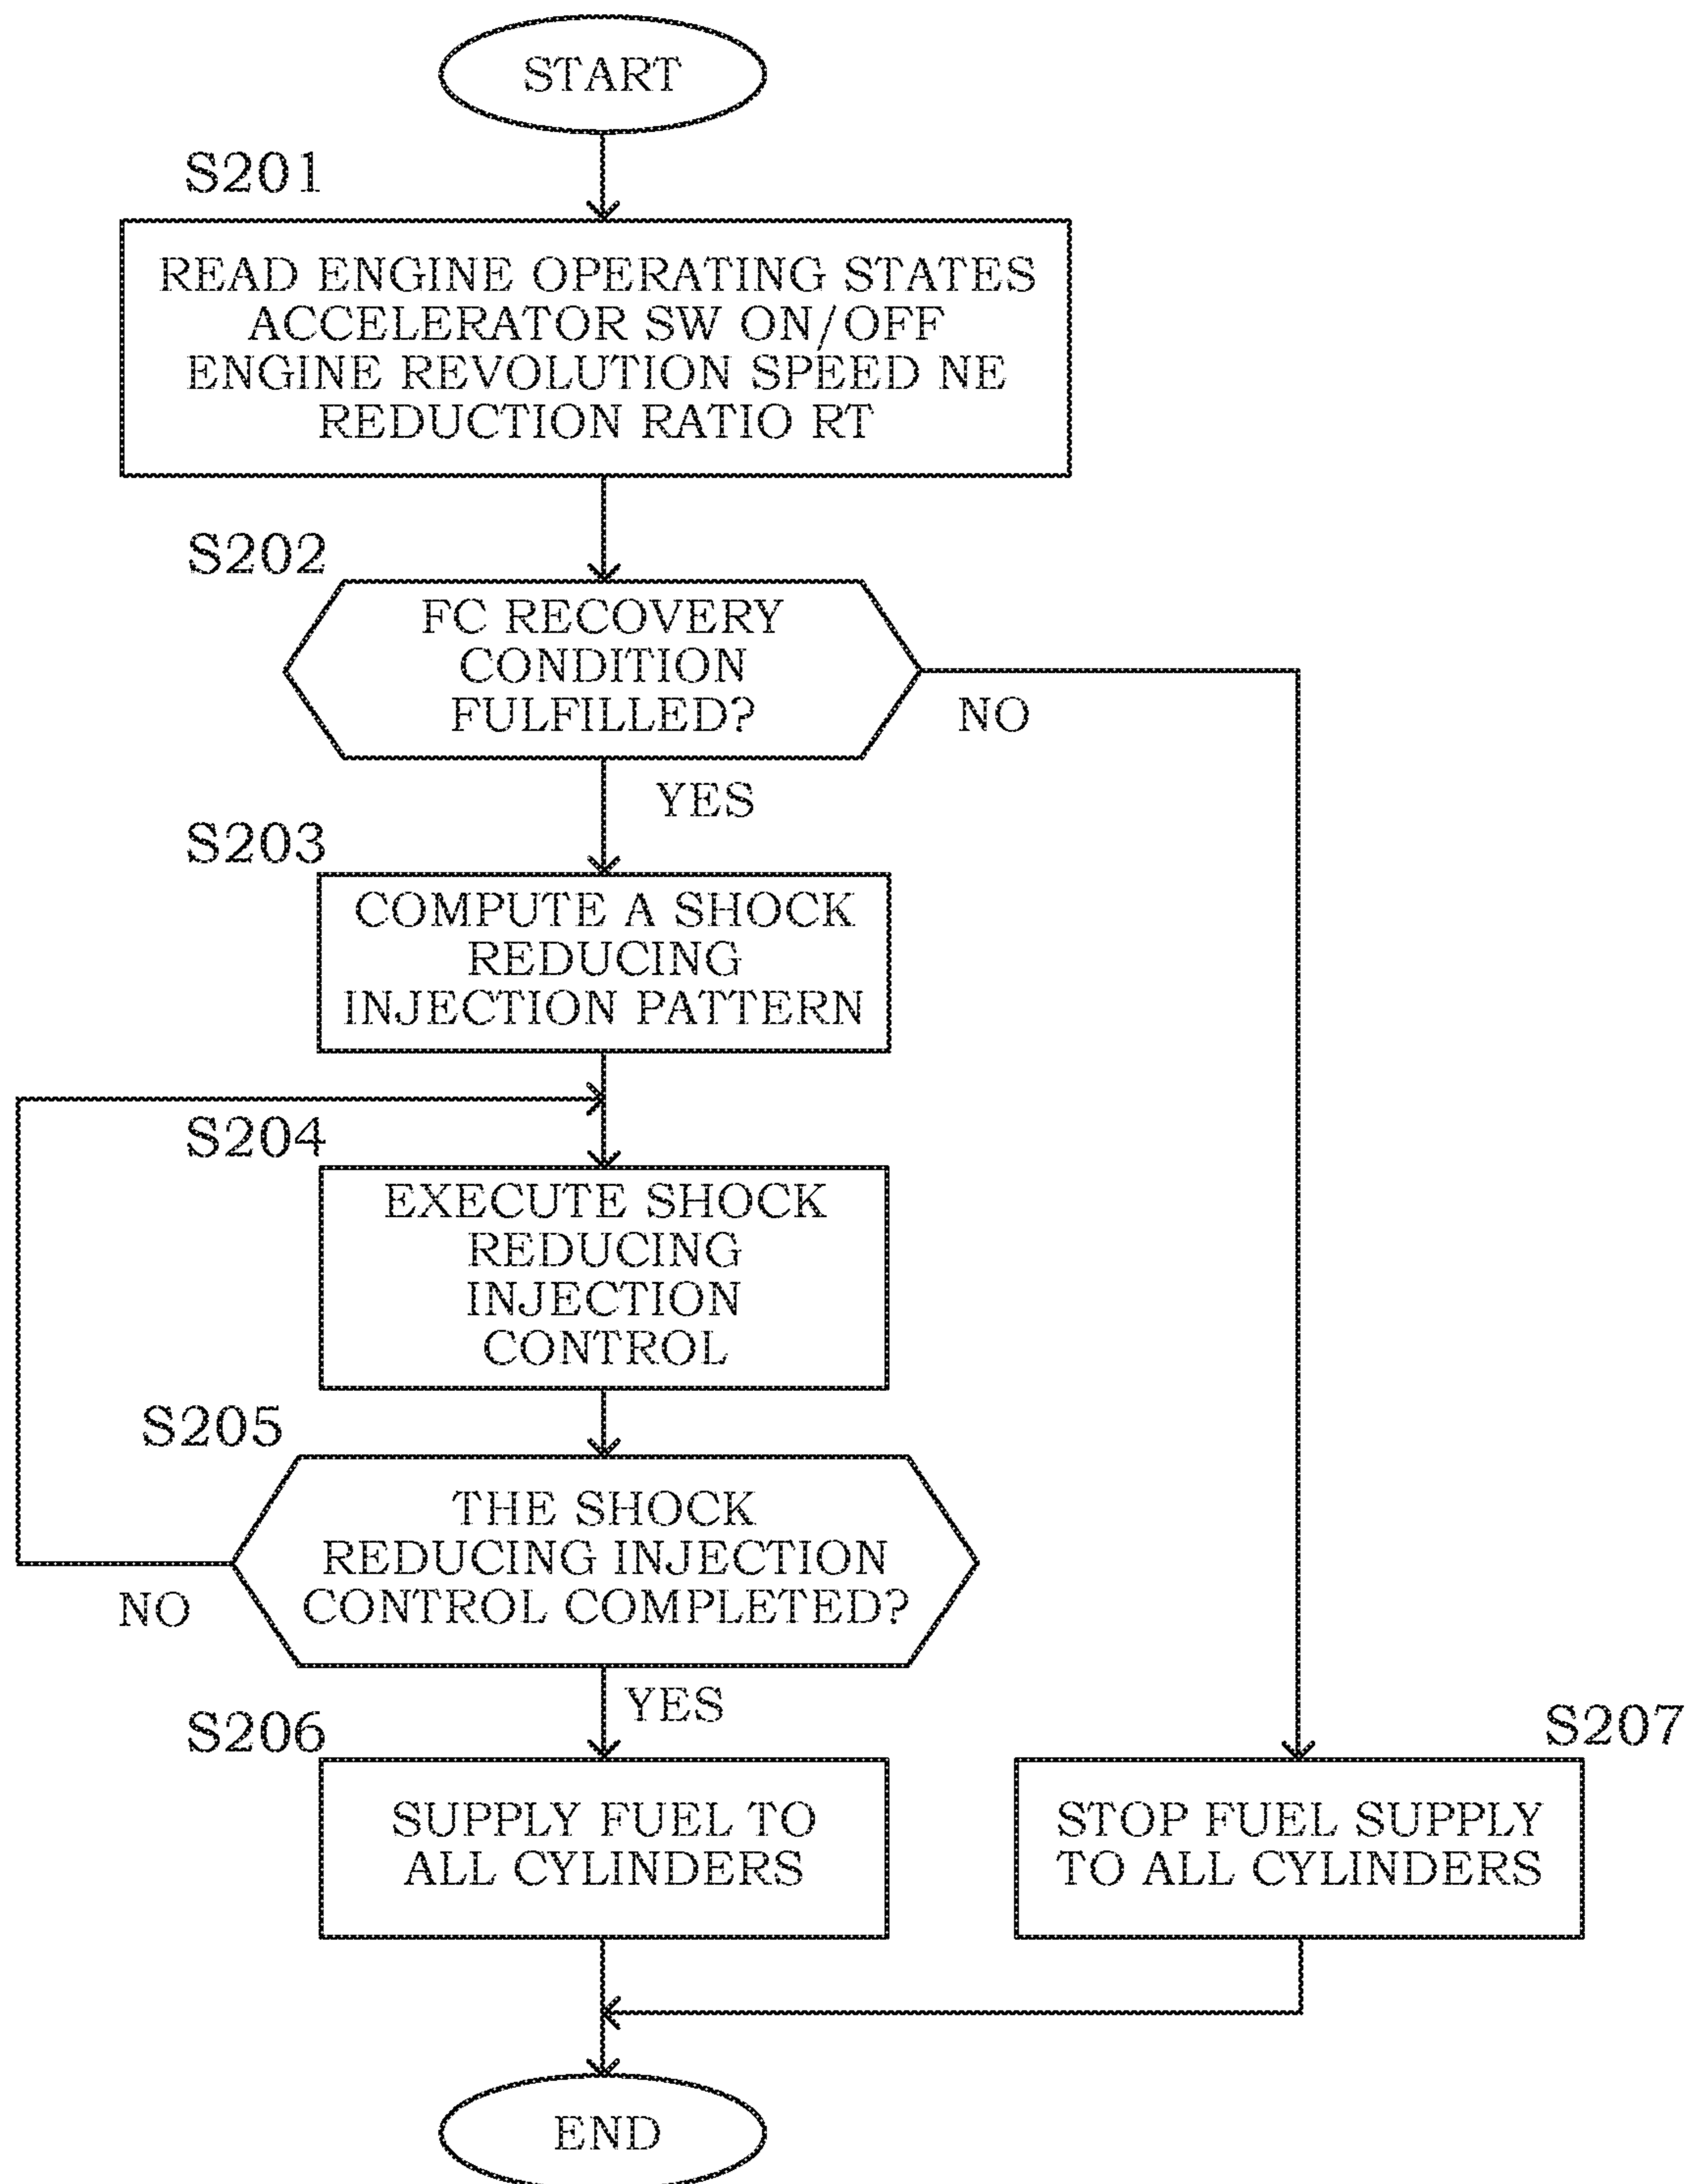 START
S201
READ ENGINE OPERATING STATES
ACCELERATOR SW ON/OFF
ENGINE REVOLUTION SPEED NE
REDUCTION RATIO RT
S202
FC RECOVERY
CONDITION
FULFILLED?
NO
YES
S203
COMPUTE A SHOCK
REDUCING
INJECTION PATTERN
S204
EXECUTE SHOCK
REDUCING
INJECTION
CONTROL
S205
THE SHOCK
REDUCING INJECTION
CONTROL COMPLETED?
NO
YES
S206
SUPPLY FUEL TO
ALL CYLINDERS
S207
STOP FUEL SUPPLY
TO ALL CYLINDERS
END